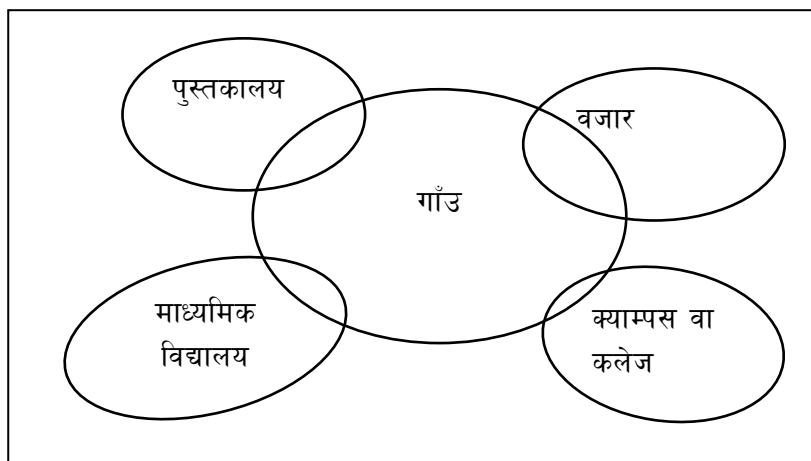 पुस्तकालय
वजार
गाँउ
माध्यमिक
विद्यालय
क्याम्पस वा
कलेज